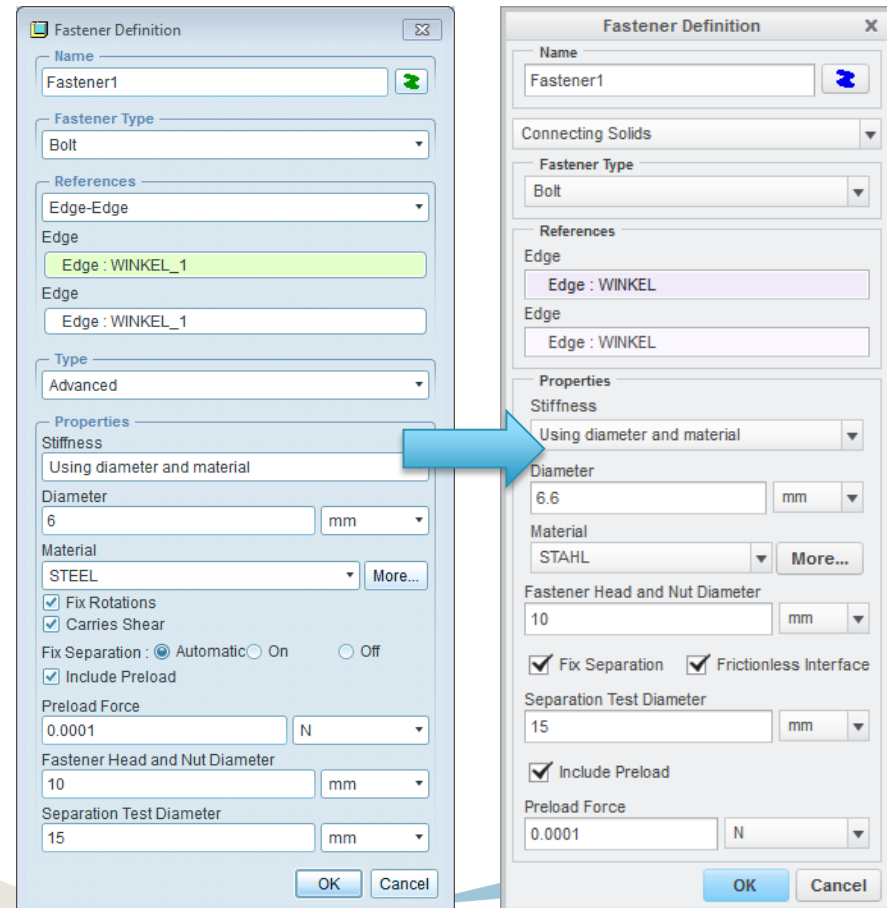 Fastener Definition
Name
Fastener1
Fastener Type
Bolt
References
Edge-Edge
Edge
Edge : WINKEL_1
Edge
Edge : WINKEL_1
Type
Advanced
Properties
Stiffness
Using diameter and material
Diameter
6 mm
Material
STEEL More...
Fix Rotations
Carries Shear
Fix Separation : Automatic On Off
Include Preload
Preload Force
0.0001 N
Fastener Head and Nut Diameter
10 mm
Separation Test Diameter
15 mm
OK Cancel
Fastener Definition
Name
Fastener1
Connecting Solids
Fastener Type
Bolt
References
Edge
Edge : WINKEL
Edge
Edge : WINKEL
Properties
Stiffness
Using diameter and material
Diameter
6.6 mm
Material
STAHL More...
Fastener Head and Nut Diameter
10 mm
Fix Separation Frictionless Interface
Separation Test Diameter
15 mm
Include Preload
Preload Force
0.0001 N
OK Cancel